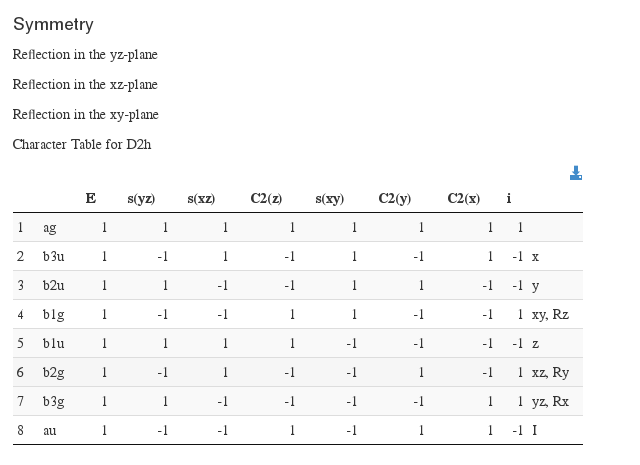 Symmetry
Reflection in the yz-plane
Reflection in the xz-plane
Reflection in the xy-plane
Character Table for D2h
E s(yz) s(xz) C2(z) s(xy) C2(y) C2(x) i
1 ag 1 1 1 1 1 1 1 1
2 b3u 1 -1 1 -1 1 -1 1 -1 x
3 b2u 1 1 -1 -1 1 1 -1 -1 y
4 b1g 1 -1 -1 1 1 -1 -1 1 xy, Rz
5 b1u 1 1 1 1 -1 -1 -1 -1 z
6 b2g 1 -1 1 -1 -1 1 -1 1 xz, Ry
7 b3g 1 1 -1 -1 -1 -1 1 1 yz, Rx
8 au 1 -1 -1 1 -1 1 1 -1 I